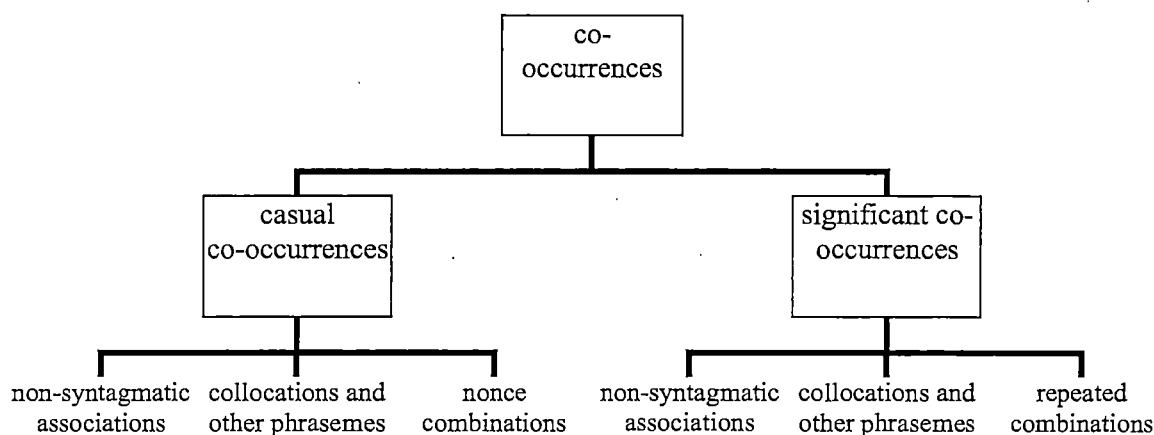 co-
occurrences
casual
co-occurrences
significant co-
occurrences
non-syntagmatic
associations
collocations and
other phrasemes
nonce
combinations
non-syntagmatic
associations
collocations and
other phrasemes
repeated
combinations